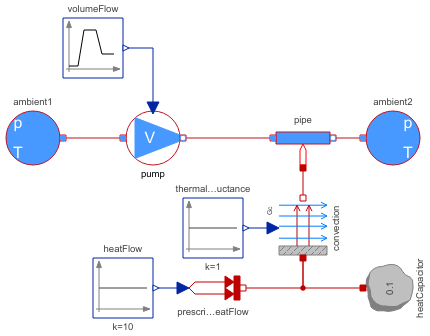 volumeFlow
ambient1
ambient2
p
T
V
pump
pipe
p
T
thermal...uctance
Gc
convection
k=1
heatFlow
k=10
prescri...eatFlow
0.1
heatCapacitor